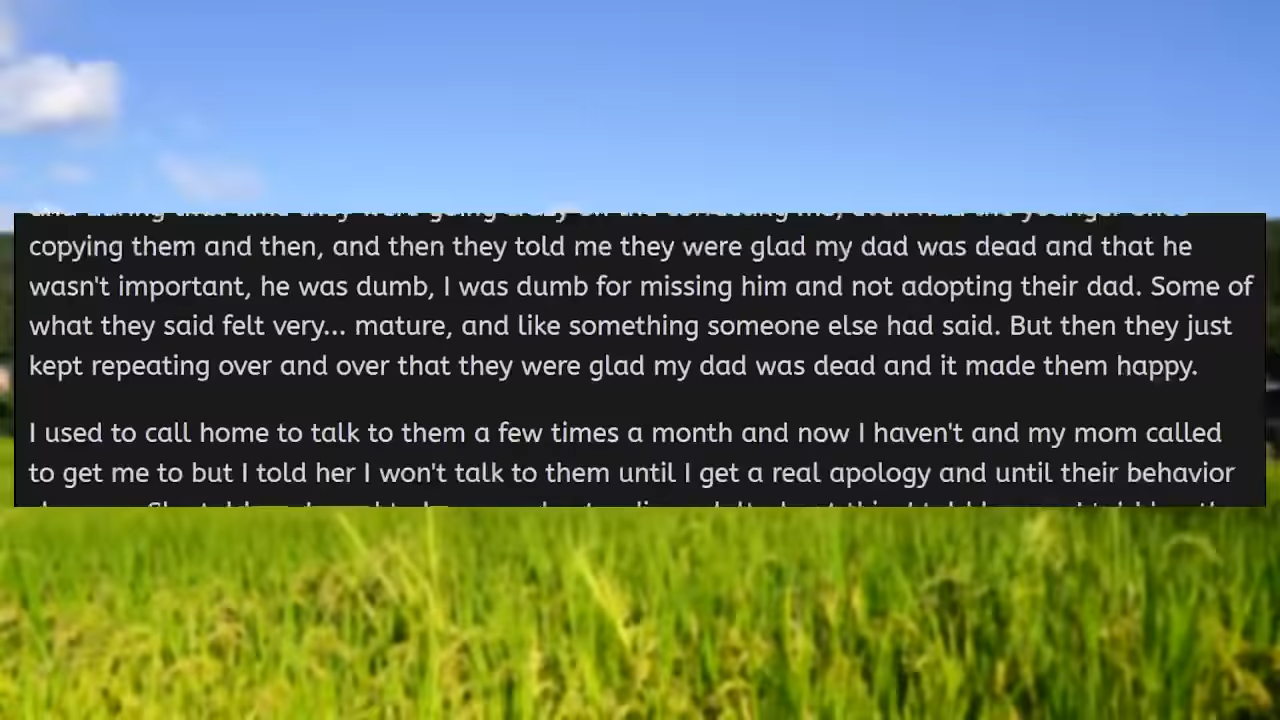 copying them and then, and then they told me they were glad my dad was dead and that he
wasn't important, he was dumb, I was dumb for missing him and not adopting their dad. Some of
what they said felt very... mature, and like something someone else had said. But then they just
kept repeating over and over that they were glad my dad was dead and it made them happy.
I used to call home to talk to them a few times a month and now I haven't and my mom called
to get me to but I told her I won't talk to them until I get a real apology and until their behavior